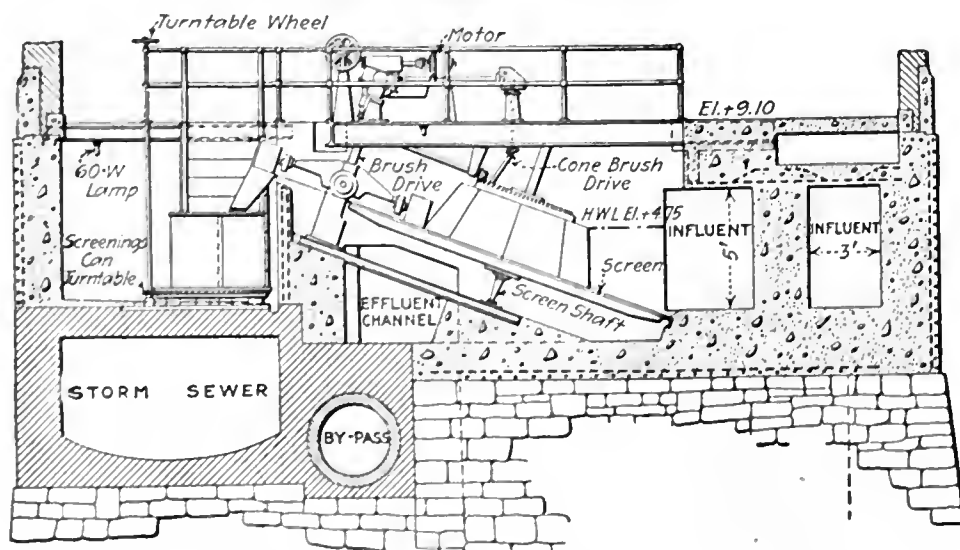 Turntable Wheel
Motor
El.+9.10
60-W
Lamp
Brush
Drive
Cone Brush
Drive
HWL El.+4.75
INFLUENT
5'
INFLUENT
3'
Screenings
Can
Turntable
Screen
Screen Shaft
EFFLUENT
CHANNEL
STORM SEWER
BY-PASS